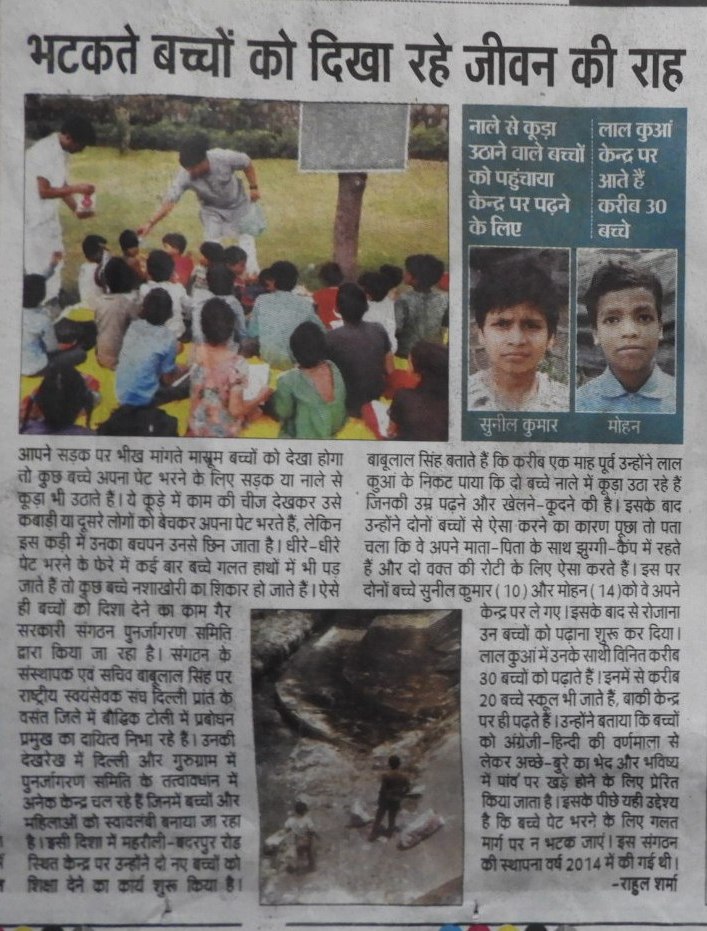 भटकते बच्चों को दिखा रहे जीवन की राह
नाले से कूड़ा
उठाने वाले बच्चों
को पहुंचाया
केन्द्र पर पढ़ने
के लिए
लाल कुआं
केन्द्र पर
आते हैं
करीब 30
बच्चे
सुनील कुमार
मोहन
आपने सड़क पर भीख मांगते मासूम बच्चों को देखा होगा
तो कुछ बच्चे अपना पेट भरने के लिए सड़क या नाले से
कूड़ा भी उठाते हैं। ये कूड़े में काम की चीज देखकर उसे
कबाड़ी या दूसरे लोगों को बेचकर अपना पेट भरते हैं, लेकिन
इस कड़ी में उनका बचपन उनसे छिन जाता है। धीरे-धीरे
पेट भरने के फेरे में कई बार बच्चे गलत हाथों में भी पड़
जाते हैं तो कुछ बच्चे नशाखोरी का शिकार हो जाते हैं। ऐसे
ही बच्चों को दिशा देने का काम गैर
सरकारी संगठन पुनर्जागरण समिति
द्वारा किया जा रहा है। संगठन के
संस्थापक एवं सचिव बाबूलाल सिंह पर
राष्ट्रीय स्वयंसेवक संघ दिल्ली प्रांत के
वसंत जिले में बौद्धिक टोली में प्रबोधन
प्रमुख का दायित्व निभा रहे हैं। उनकी
देखरेख में दिल्ली और गुरुग्राम में
पुनर्जागरण समिति के तत्वावधान में
अनेक केन्द्र चल रहे हैं जिनमें बच्चों और
महिलाओं को स्वावलंबी बनाया जा रहा
है। इसी दिशा में महरौली-बदरपुर रोड
स्थित केन्द्र पर उन्होंने दो नए बच्चों को
शिक्षा देने का कार्य शुरू किया है।
बाबूलाल सिंह बताते हैं कि करीब एक माह पूर्व उन्होंने लाल
कुआं के निकट पाया कि दो बच्चे नाले में कूड़ा उठा रहे हैं
जिनकी उम्र पढ़ने और खेलने-कूदने की है। इसके बाद
उन्होंने दोनों बच्चों से ऐसा करने का कारण पूछा तो पता
चला कि वे अपने माता-पिता के साथ झुग्गी-कैंप में रहते
हैं और दो वक्त की रोटी के लिए ऐसा करते हैं। इस पर
दोनों बच्चे सुनील कुमार (10) और मोहन (14) को वे अपने
केन्द्र पर ले गए। इसके बाद से रोजाना
उन बच्चों को पढ़ाना शुरू कर दिया।
लाल कुआं में उनके साथी विनित करीब
30 बच्चों को पढ़ाते हैं। इनमें से करीब
20 बच्चे स्कूल भी जाते हैं, बाकी केन्द्र
पर ही पढ़ते हैं। उन्होंने बताया कि बच्चों
को अंग्रेजी-हिन्दी की वर्णमाला से
लेकर अच्छे-बुरे का भेद और भविष्य
में पांव पर खड़े होने के लिए प्रेरित
किया जाता है। इसके पीछे यही उद्देश्य
है कि बच्चे पेट भरने के लिए गलत
मार्ग पर न भटक जाएं। इस संगठन
की स्थापना वर्ष 2014 में की गई थी।
-राहुल शर्मा